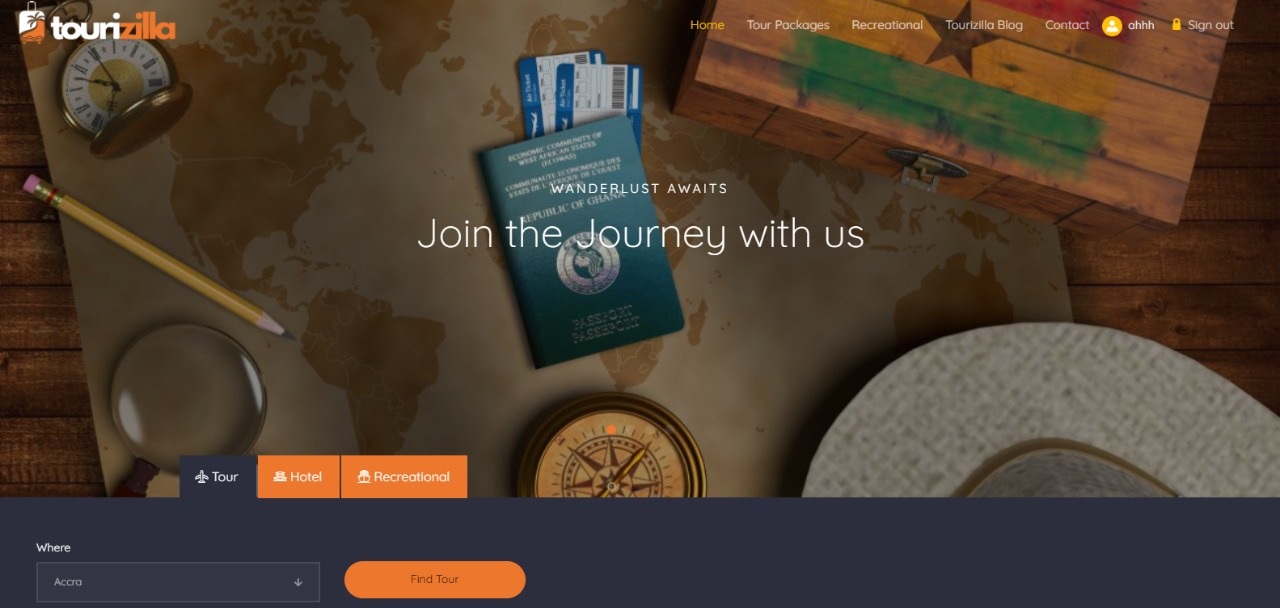 tourizilla
Home
Tour Packages
Recreational
Tourizilla Blog
Contact
ahhh
Sign out
Air Ticket
Air Ticket
ECONOMIC COMMUNITY OF
WEST AFRICAN STATES
(ECOWAS)
COMMUNAUTE ECONOMIQUE DES
ETATS DE L'AFRIQUE DE L'OUEST
WANDERLUST AWAITS
REPUBLIC OF GHANA
Join the Journey with us
PASSPORT
PASSEPORT
Tour
Hotel
Recreational
Where
Accra
Find Tour